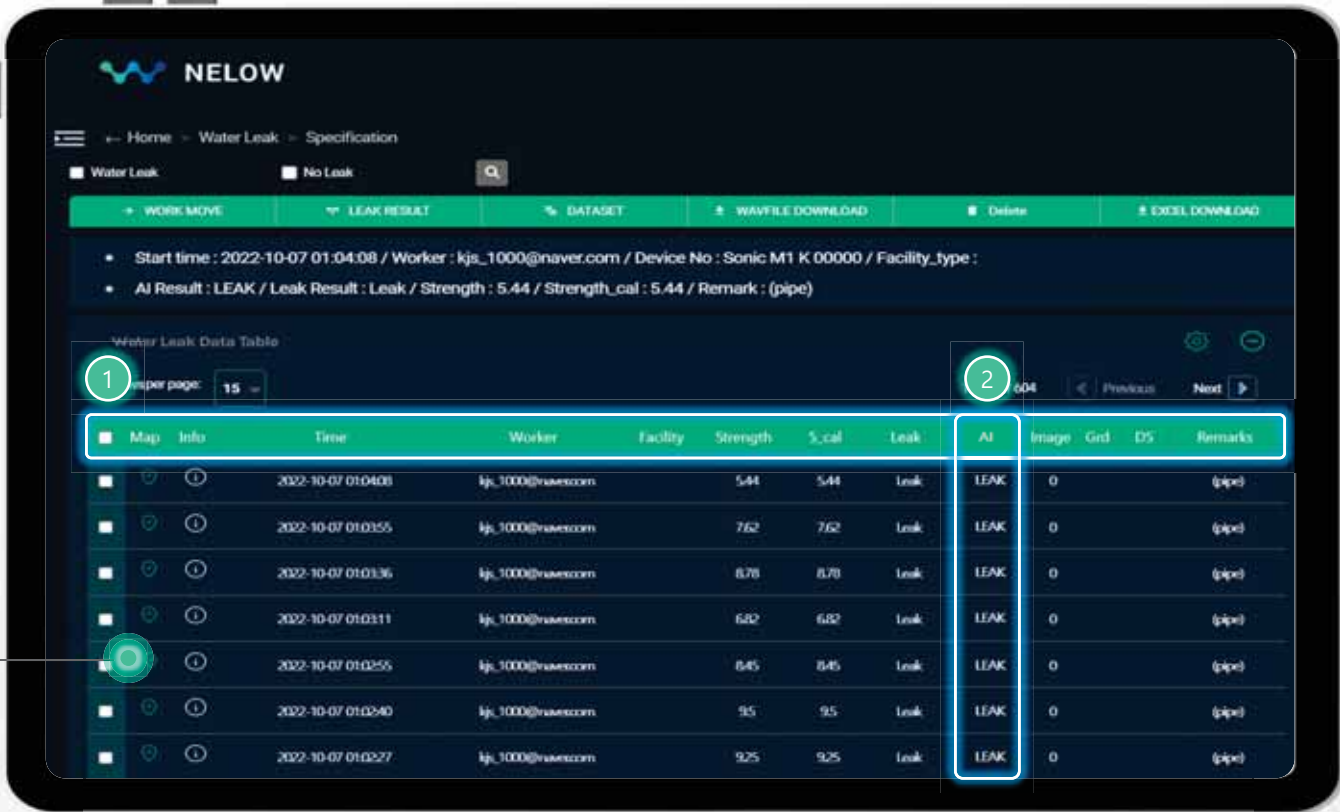 NELOW
← Home - Water Leak - Specification
Water Leak No Leak
WORK MOVE LEAK RESULT DATASET WAVFILE DOWNLOAD Delete EXCEL DOWNLOAD
• Start time : 2022-10-07 01:04:08 / Worker : kjs_1000@naver.com / Device No : Sonic M1 K 00000 / Facility_type :
• AI Result : LEAK / Leak Result : Leak / Strength : 5.44 / Strength_cal : 5.44 / Remark : (pipe)
Water Leak Data Table
1 per page: 15 2 604 Previous Next
Map Info Time Worker Facility Strength S_cal Leak AI Image Grd DS Remarks
2022-10-07 01:04:08 kjs_1000@naver.com 5.44 5.44 Leak LEAK 0 (pipe)
2022-10-07 01:03:55 kjs_1000@naver.com 7.62 7.62 Leak LEAK 0 (pipe)
2022-10-07 01:03:36 kjs_1000@naver.com 8.78 8.78 Leak LEAK 0 (pipe)
2022-10-07 01:03:11 kjs_1000@naver.com 6.82 6.82 Leak LEAK 0 (pipe)
2022-10-07 01:02:55 kjs_1000@naver.com 8.45 8.45 Leak LEAK 0 (pipe)
2022-10-07 01:02:40 kjs_1000@naver.com 9.5 9.5 Leak LEAK 0 (pipe)
2022-10-07 01:02:27 kjs_1000@naver.com 9.25 9.25 Leak LEAK 0 (pipe)